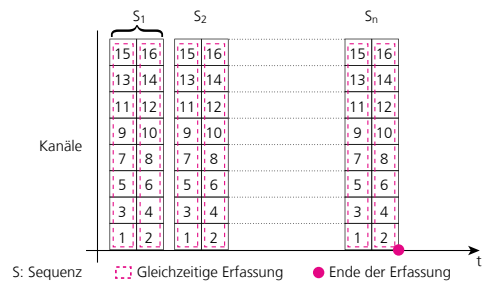 S1 S2 Sn
15 16 15 16 15 16
13 14 13 14 13 14
11 12 11 12 11 12
9 10 9 10 9 10
Kanäle
7 8 7 8 7 8
5 6 5 6 5 6
3 4 3 4 3 4
1 2 1 2 1 2
t
S: Sequenz Gleichzeitige Erfassung Ende der Erfassung